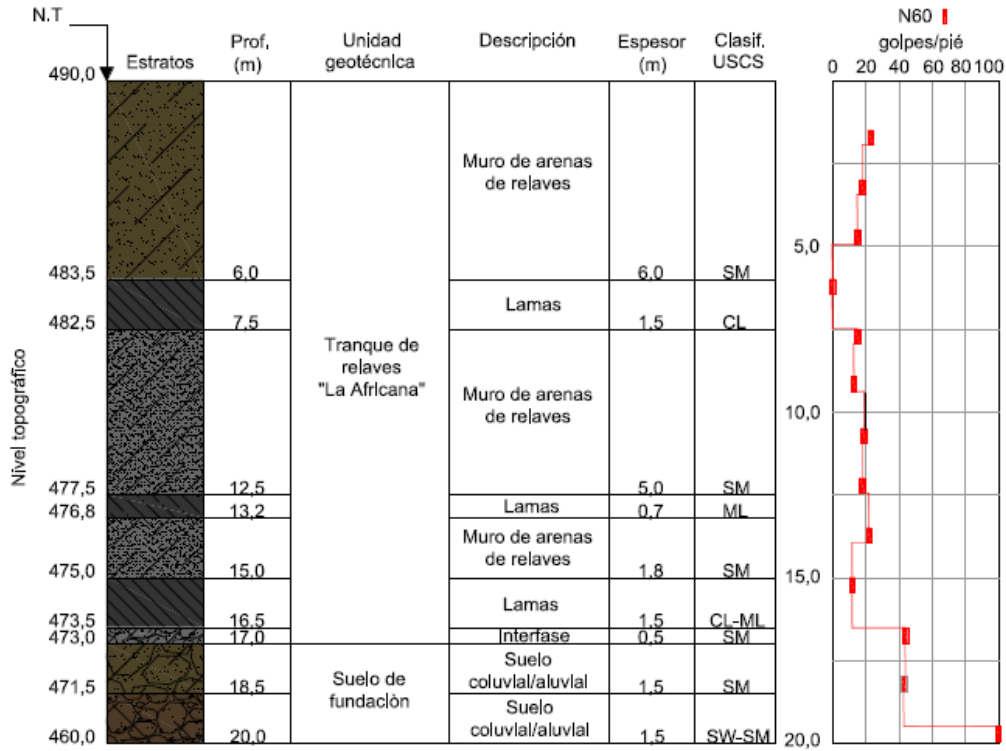 N.T
N60
golpes/pié
Estratos
Prof.
(m)
Unidad
geotécnica
Descripción
Espesor
(m)
Clasif.
USCS
0 20 40 60 80 100
490,0
Muro de arenas
de relaves
5,0
483,5 6,0 6,0 SM
Lamas
482,5 7,5 1,5 CL
Tranque de
relaves
"La Africana"
Muro de arenas
de relaves
10,0
Nivel topográfico
477,5 12,5 5,0 SM
476,8 13,2 Lamas 0,7 ML
Muro de arenas
de relaves
475,0 15,0 1,8 SM
15,0
Lamas
473,5 16,5 1,5 CL-ML
473,0 17,0 Interfase 0,5 SM
Suelo de
fundaciòn
Suelo
coluvial/aluvial
471,5 18,5 1,5 SM
Suelo
coluvial/aluvial
460,0 20,0 1,5 SW-SM
20,0